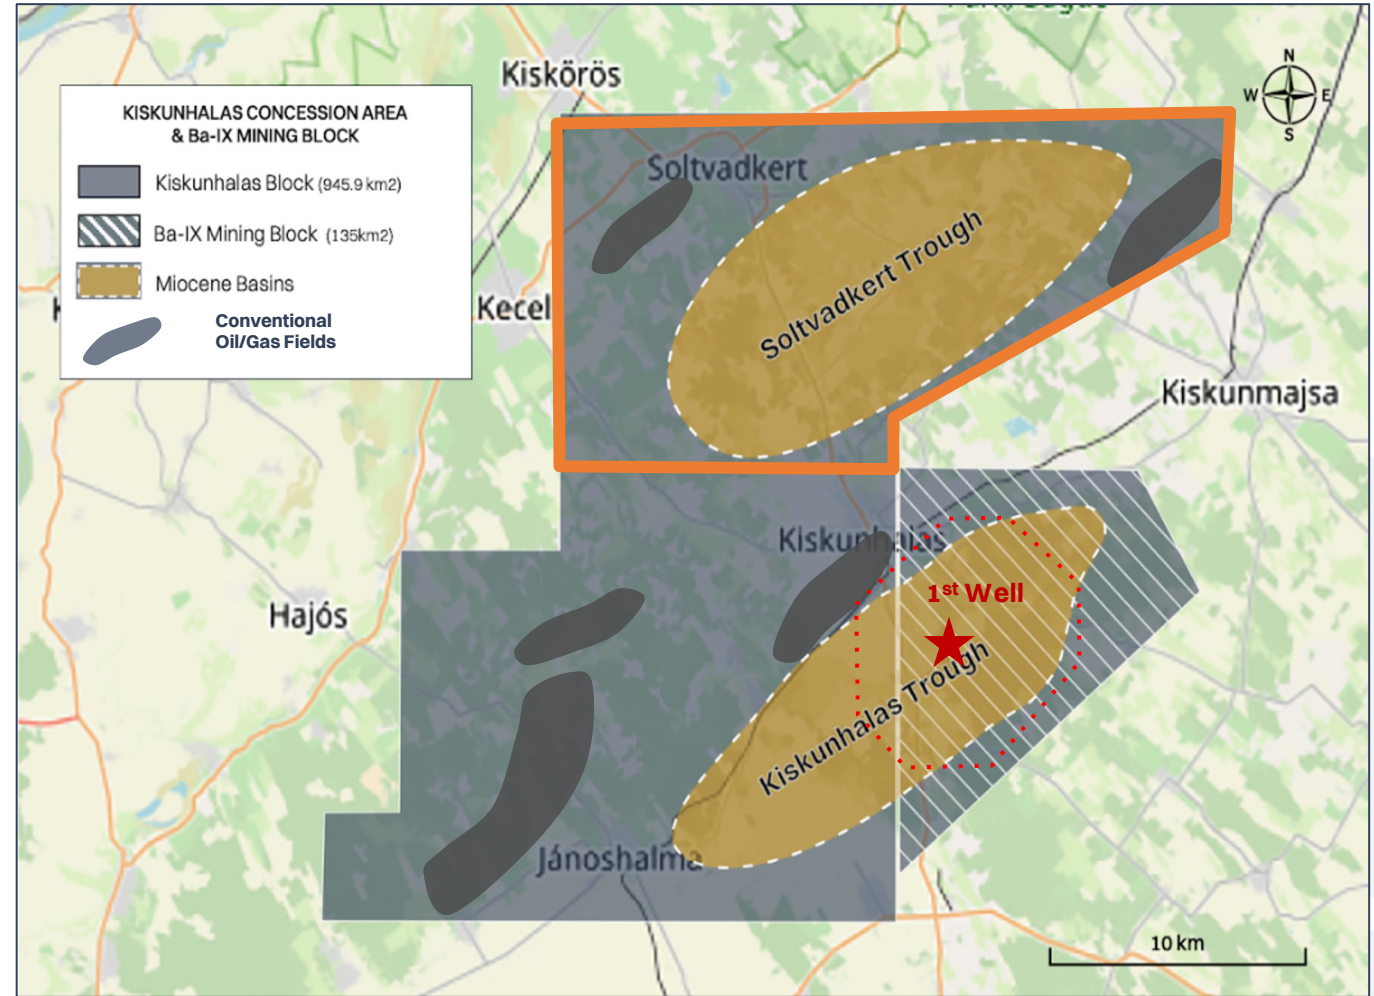 Kiskőrös
N
W E
S
KISKUNHALAS CONCESSION AREA
& Ba-IX MINING BLOCK
Kiskunhalas Block (945.9 km2)
Ba-IX Mining Block (135km2)
Miocene Basins
Conventional
Oil/Gas Fields
Soltvadkert
Soltvadkert Trough
Kecel
Kiskunmajsa
Kiskunhalas
1st Well
Hajós
Kiskunhalas Trough
Jánoshalma
10 km